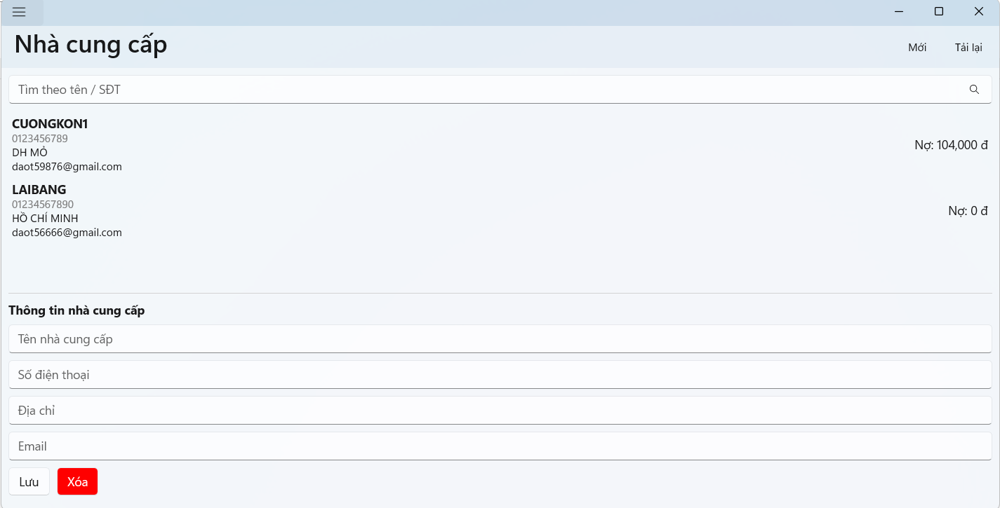 Nhà cung cấp
Mới
Tải lại
Tìm theo tên / SĐT
CUONGKON1
0123456789
DH MỎ
daot59876@gmail.com
Nợ: 104,000 đ
LAIBANG
01234567890
HỒ CHÍ MINH
daot56666@gmail.com
Nợ: 0 đ
Thông tin nhà cung cấp
Tên nhà cung cấp
Số điện thoại
Địa chỉ
Email
Lưu
Xóa